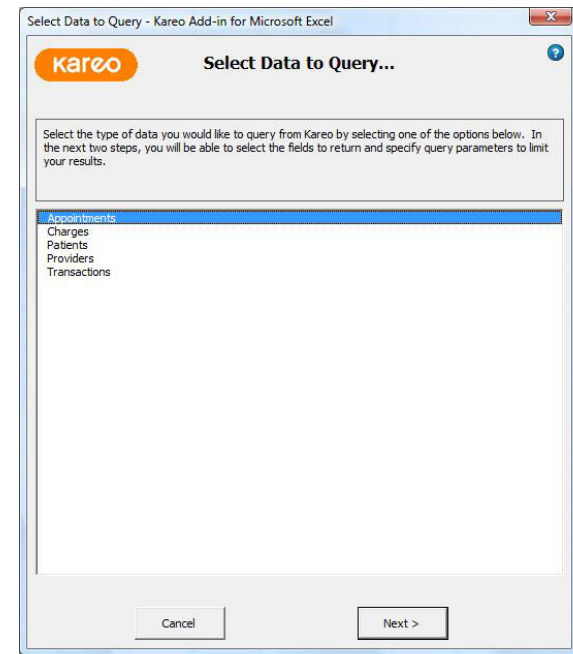 Select Data to Query - Kareo Add-in for Microsoft Excel
Kareo
Select Data to Query...
?
Select the type of data you would like to query from Kareo by selecting one of the options below. In
the next two steps, you will be able to select the fields to return and specify query parameters to limit
your results.
Appointments
Charges
Patients
Providers
Transactions
Cancel
Next >